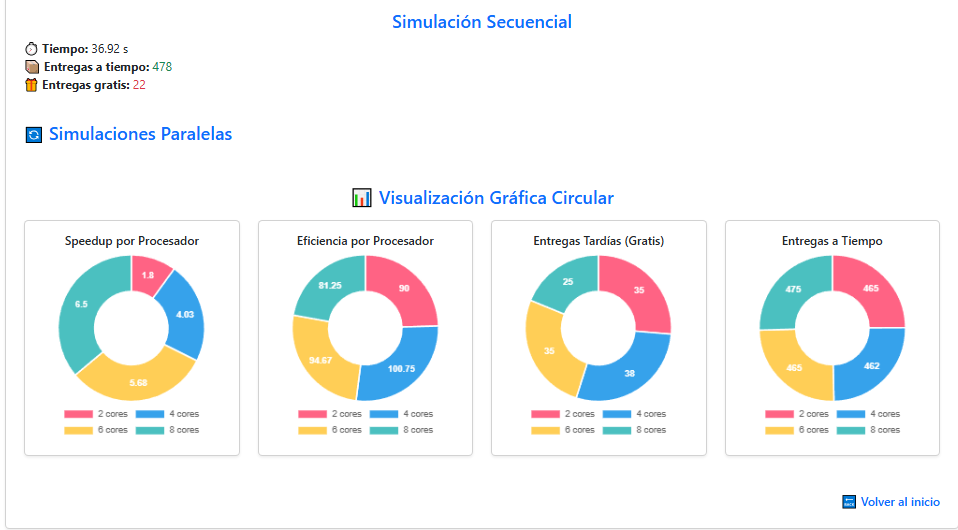 Simulación Secuencial
Tiempo: 36.92 s
Entregas a tiempo: 478
Entregas gratis: 22
Simulaciones Paralelas
Visualización Gráfica Circular
Speedup por Procesador
1.8
4.03
5.68
6.5
2 cores 4 cores
6 cores 8 cores
Eficiencia por Procesador
90
100.75
94.67
81.25
2 cores 4 cores
6 cores 8 cores
Entregas Tardías (Gratis)
35
38
35
25
2 cores 4 cores
6 cores 8 cores
Entregas a Tiempo
465
462
465
475
2 cores 4 cores
6 cores 8 cores
Volver al inicio